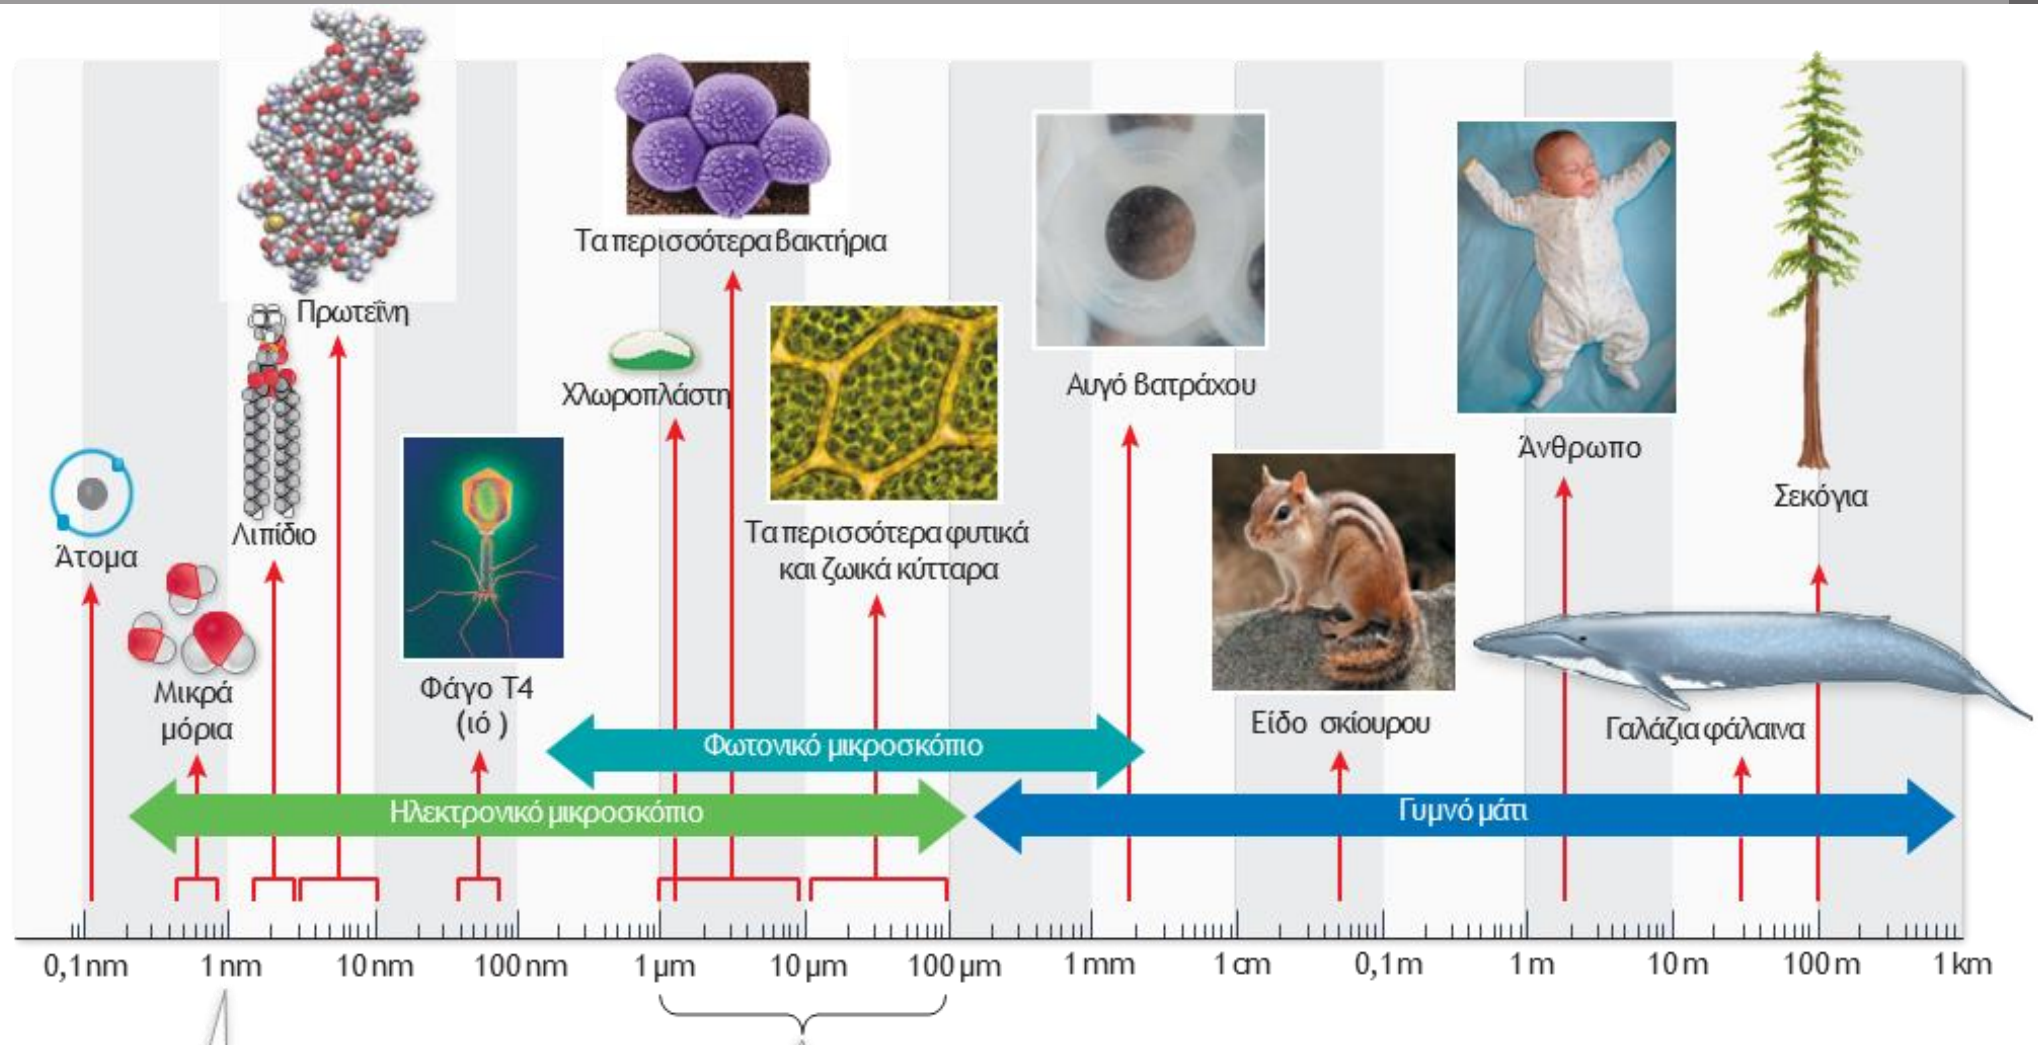 Τα περισσότερα βακτήρια
Πρωτεΐνη
Αυγό βατράχου
Χλωροπλάστη
Άνθρωπο
Σεκόγια
Λιπίδιο
Τα περισσότερα φυτικά
και ζωικά κύτταρα
Άτομα
Μικρά
μόρια
Φάγο T4
(ιό )
Είδο σκίουρου
Γαλάζια φάλαινα
Φωτονικό μικροσκόπιο
Ηλεκτρονικό μικροσκόπιο
Γυμνό μάτι
0,1 nm 1 nm 10 nm 100 nm 1 μm 10 μm 100 μm 1 mm 1 cm 0,1 m 1 m 10 m 100 m 1 km